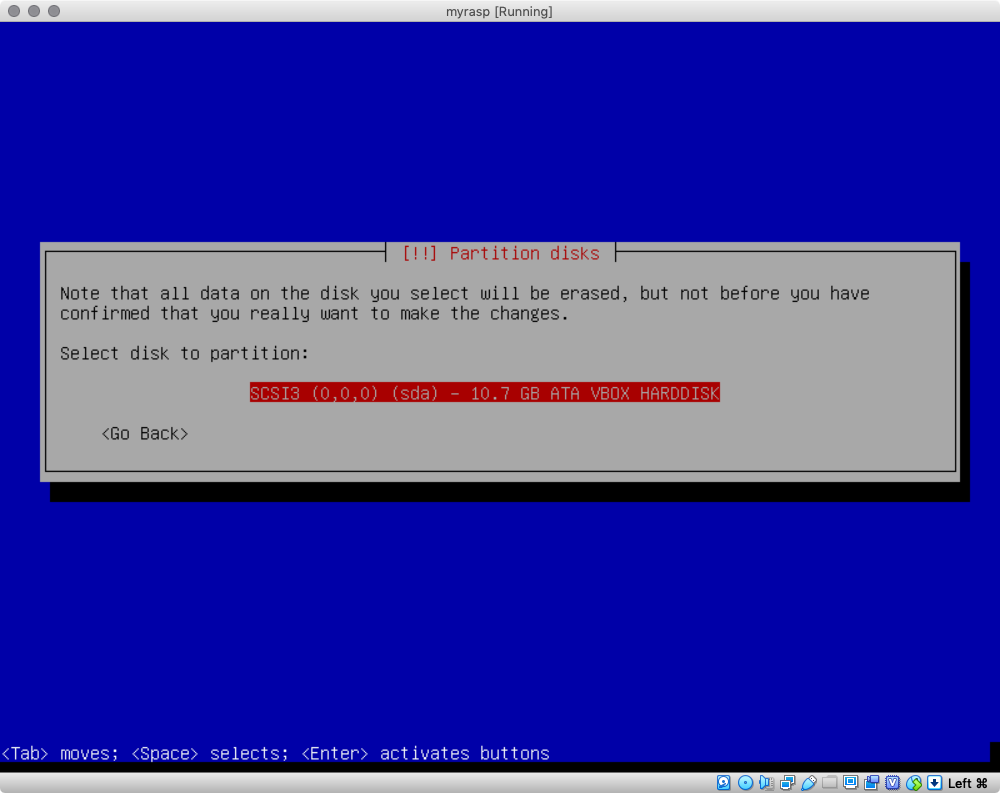 myrasp [Running]
[!!] Partition disks
Note that all data on the disk you select will be erased, but not before you have
confirmed that you really want to make the changes.
Select disk to partition:
SCSI3 (0,0,0) (sda) - 10.7 GB ATA VBOX HARDDISK
<Go Back>
<Tab> moves; <Space> selects; <Enter> activates buttons
Left ⌘